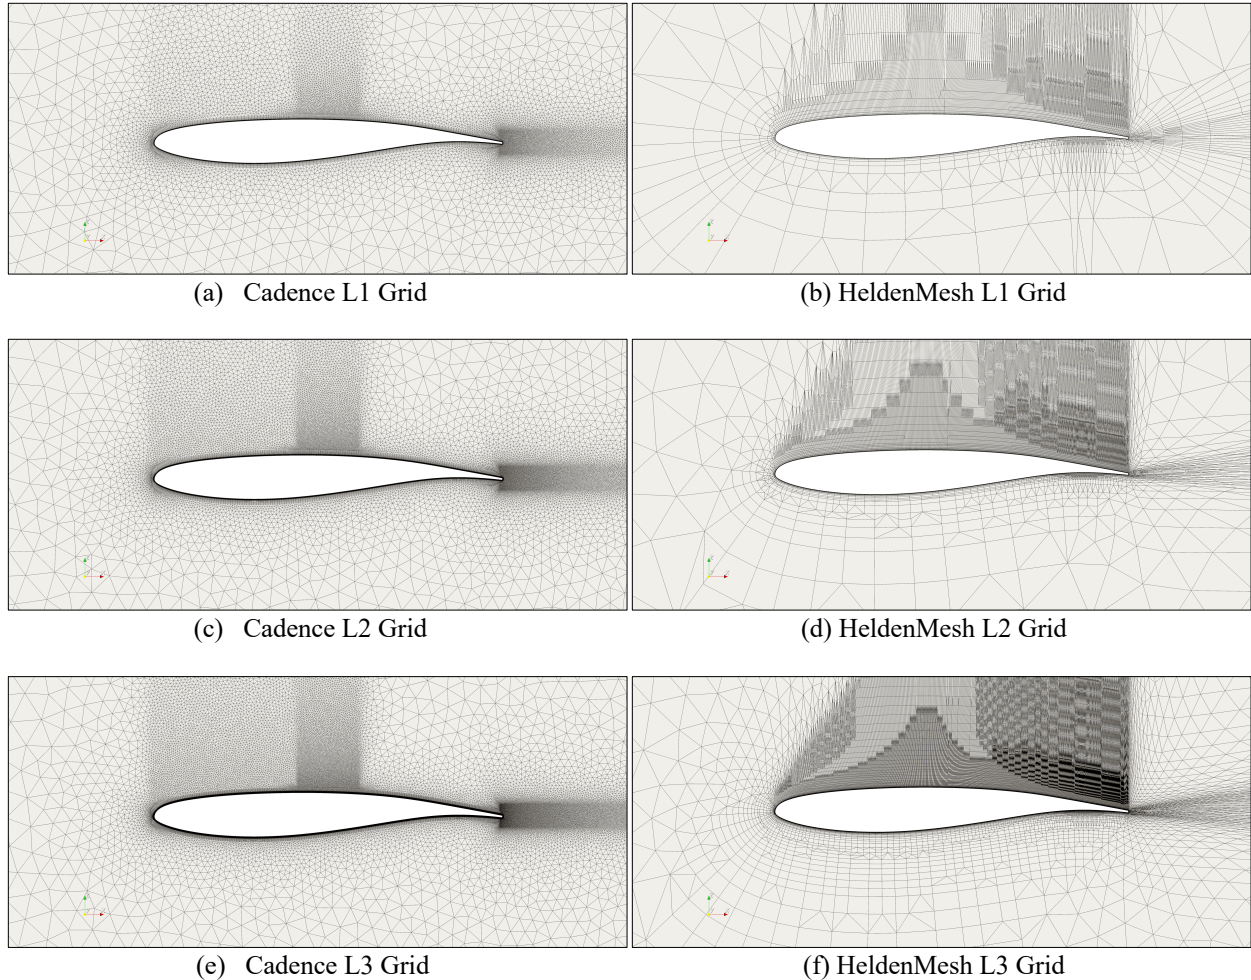 (a) Cadence L1 Grid
(b) HeldenMesh L1 Grid
(c) Cadence L2 Grid
(d) HeldenMesh L2 Grid
(e) Cadence L3 Grid
(f) HeldenMesh L3 Grid